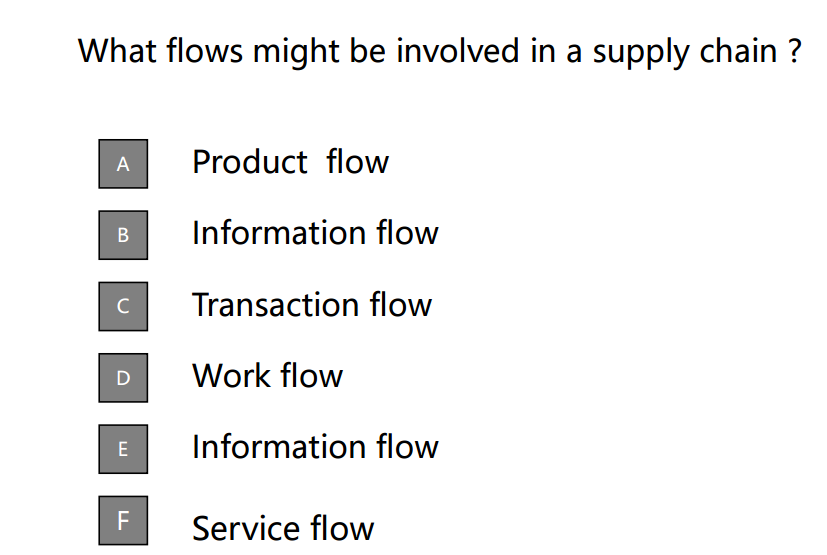 What flows might be involved in a supply chain ?
A Product flow
B Information flow
C Transaction flow
D Work flow
E Information flow
F Service flow